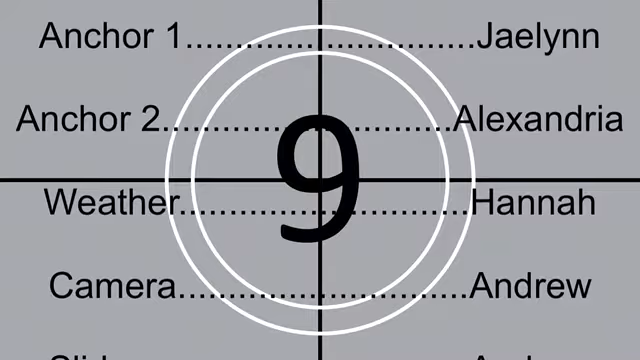 Anchor 1..............................Jaelynn
Anchor 2..............................Alexandria
9
Weather..............................Hannah
Camera..............................Andrew